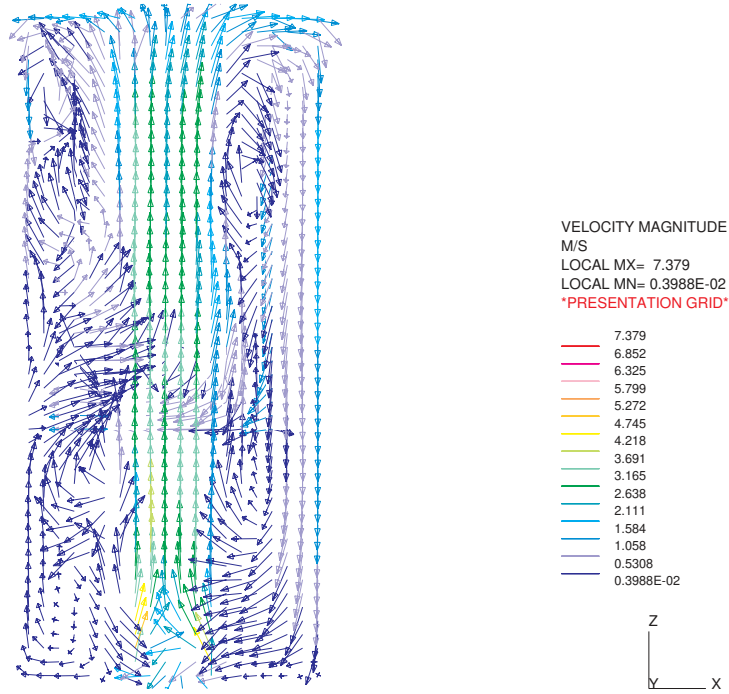 VELOCITY MAGNITUDE
M/S
LOCAL MX= 7.379
LOCAL MN= 0.3988E-02
*PRESENTATION GRID*
7.379
6.852
6.325
5.799
5.272
4.745
4.218
3.691
3.165
2.638
2.111
1.584
1.058
0.5308
0.3988E-02
Z
Y
X